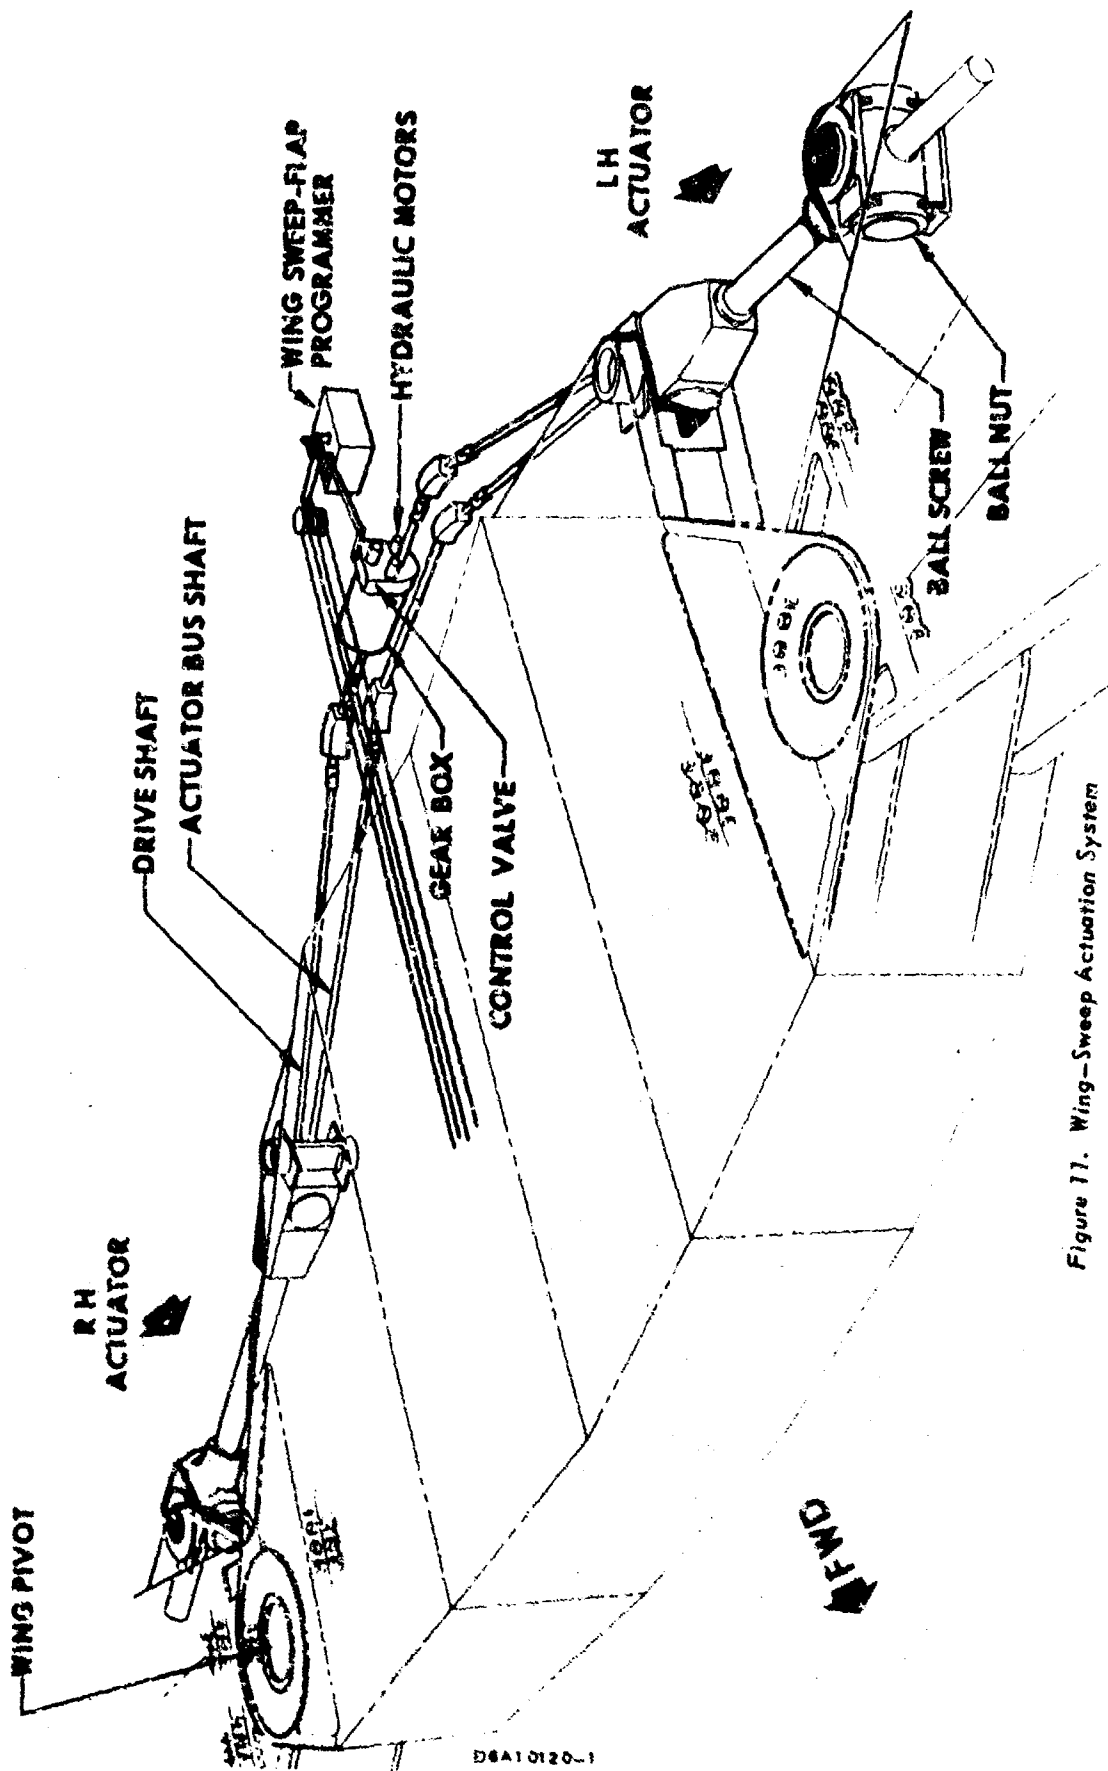 WING PIVOT
RH
ACTUATOR
DRIVE SHAFT
ACTUATOR BUS SHAFT
WING SWEEP-FLAP
PROGRAMMER
HYDRAULIC MOTORS
LH
ACTUATOR
GEAR BOX
CONTROL VALVE
BALL SCREW
BALL NUT
FWD
Figure 11. Wing-Sweep Actuation System
D6A10120-1